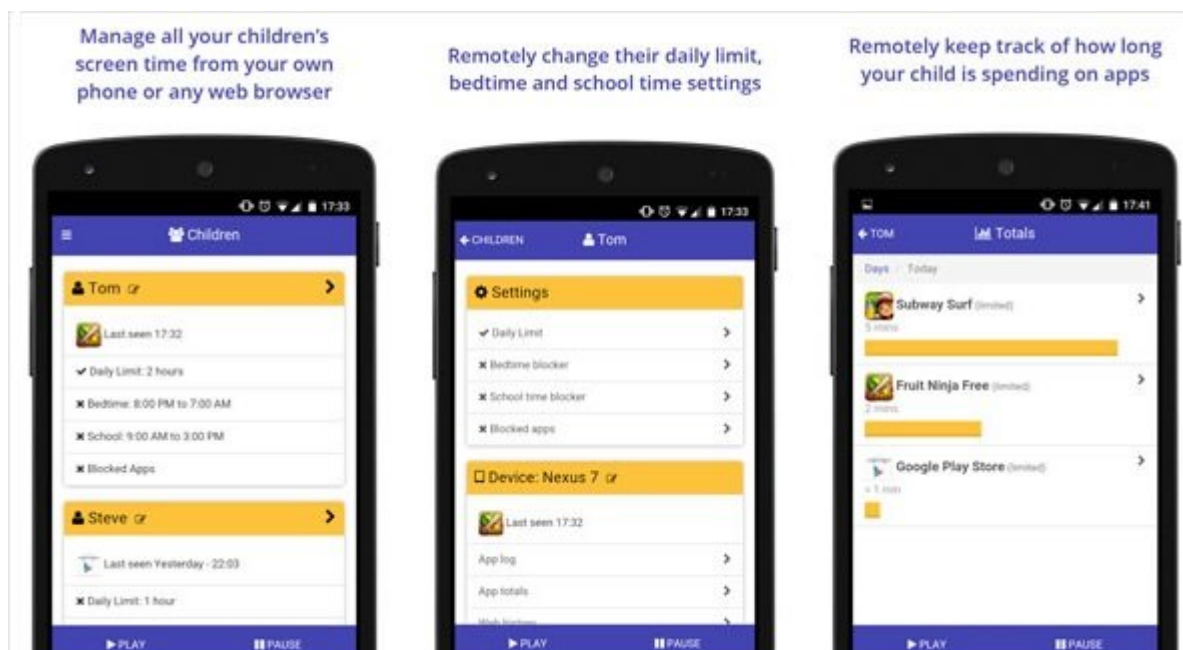 Manage all your children's
screen time from your own
phone or any web browser
17:33
Children
Tom
Last seen 17:32
Daily Limit: 2 hours
Bedtime: 8:00 PM to 7:00 AM
School: 9:00 AM to 3:00 PM
Blocked Apps
Steve
Last seen Yesterday - 22:03
Daily Limit: 1 hour
PLAY PAUSE
Remotely change their daily limit,
bedtime and school time settings
17:33
CHILDREN Tom
Settings
Daily Limit
Bedtime blocker
School time blocker
Blocked apps
Device: Nexus 7
Last seen 17:32
App log
App totals
Web history
PLAY PAUSE
Remotely keep track of how long
your child is spending on apps
17:41
TOM Totals
Days Today
Subway Surf (limited)
5 mins
Fruit Ninja Free (limited)
2 mins
Google Play Store (limited)
< 1 min
PLAY PAUSE